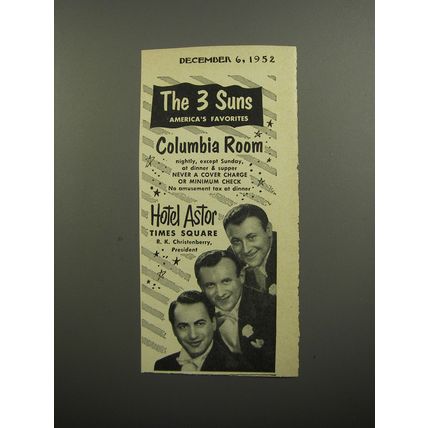 DECEMBER 6, 1952
The 3 Suns
AMERICA'S FAVORITES
Columbia Room
nightly, except Sunday,
at dinner & supper
NEVER A COVER CHARGE
OR MINIMUM CHECK
No amusement tax at dinner
Hotel Astor
TIMES SQUARE
R. K. Christenberry,
President